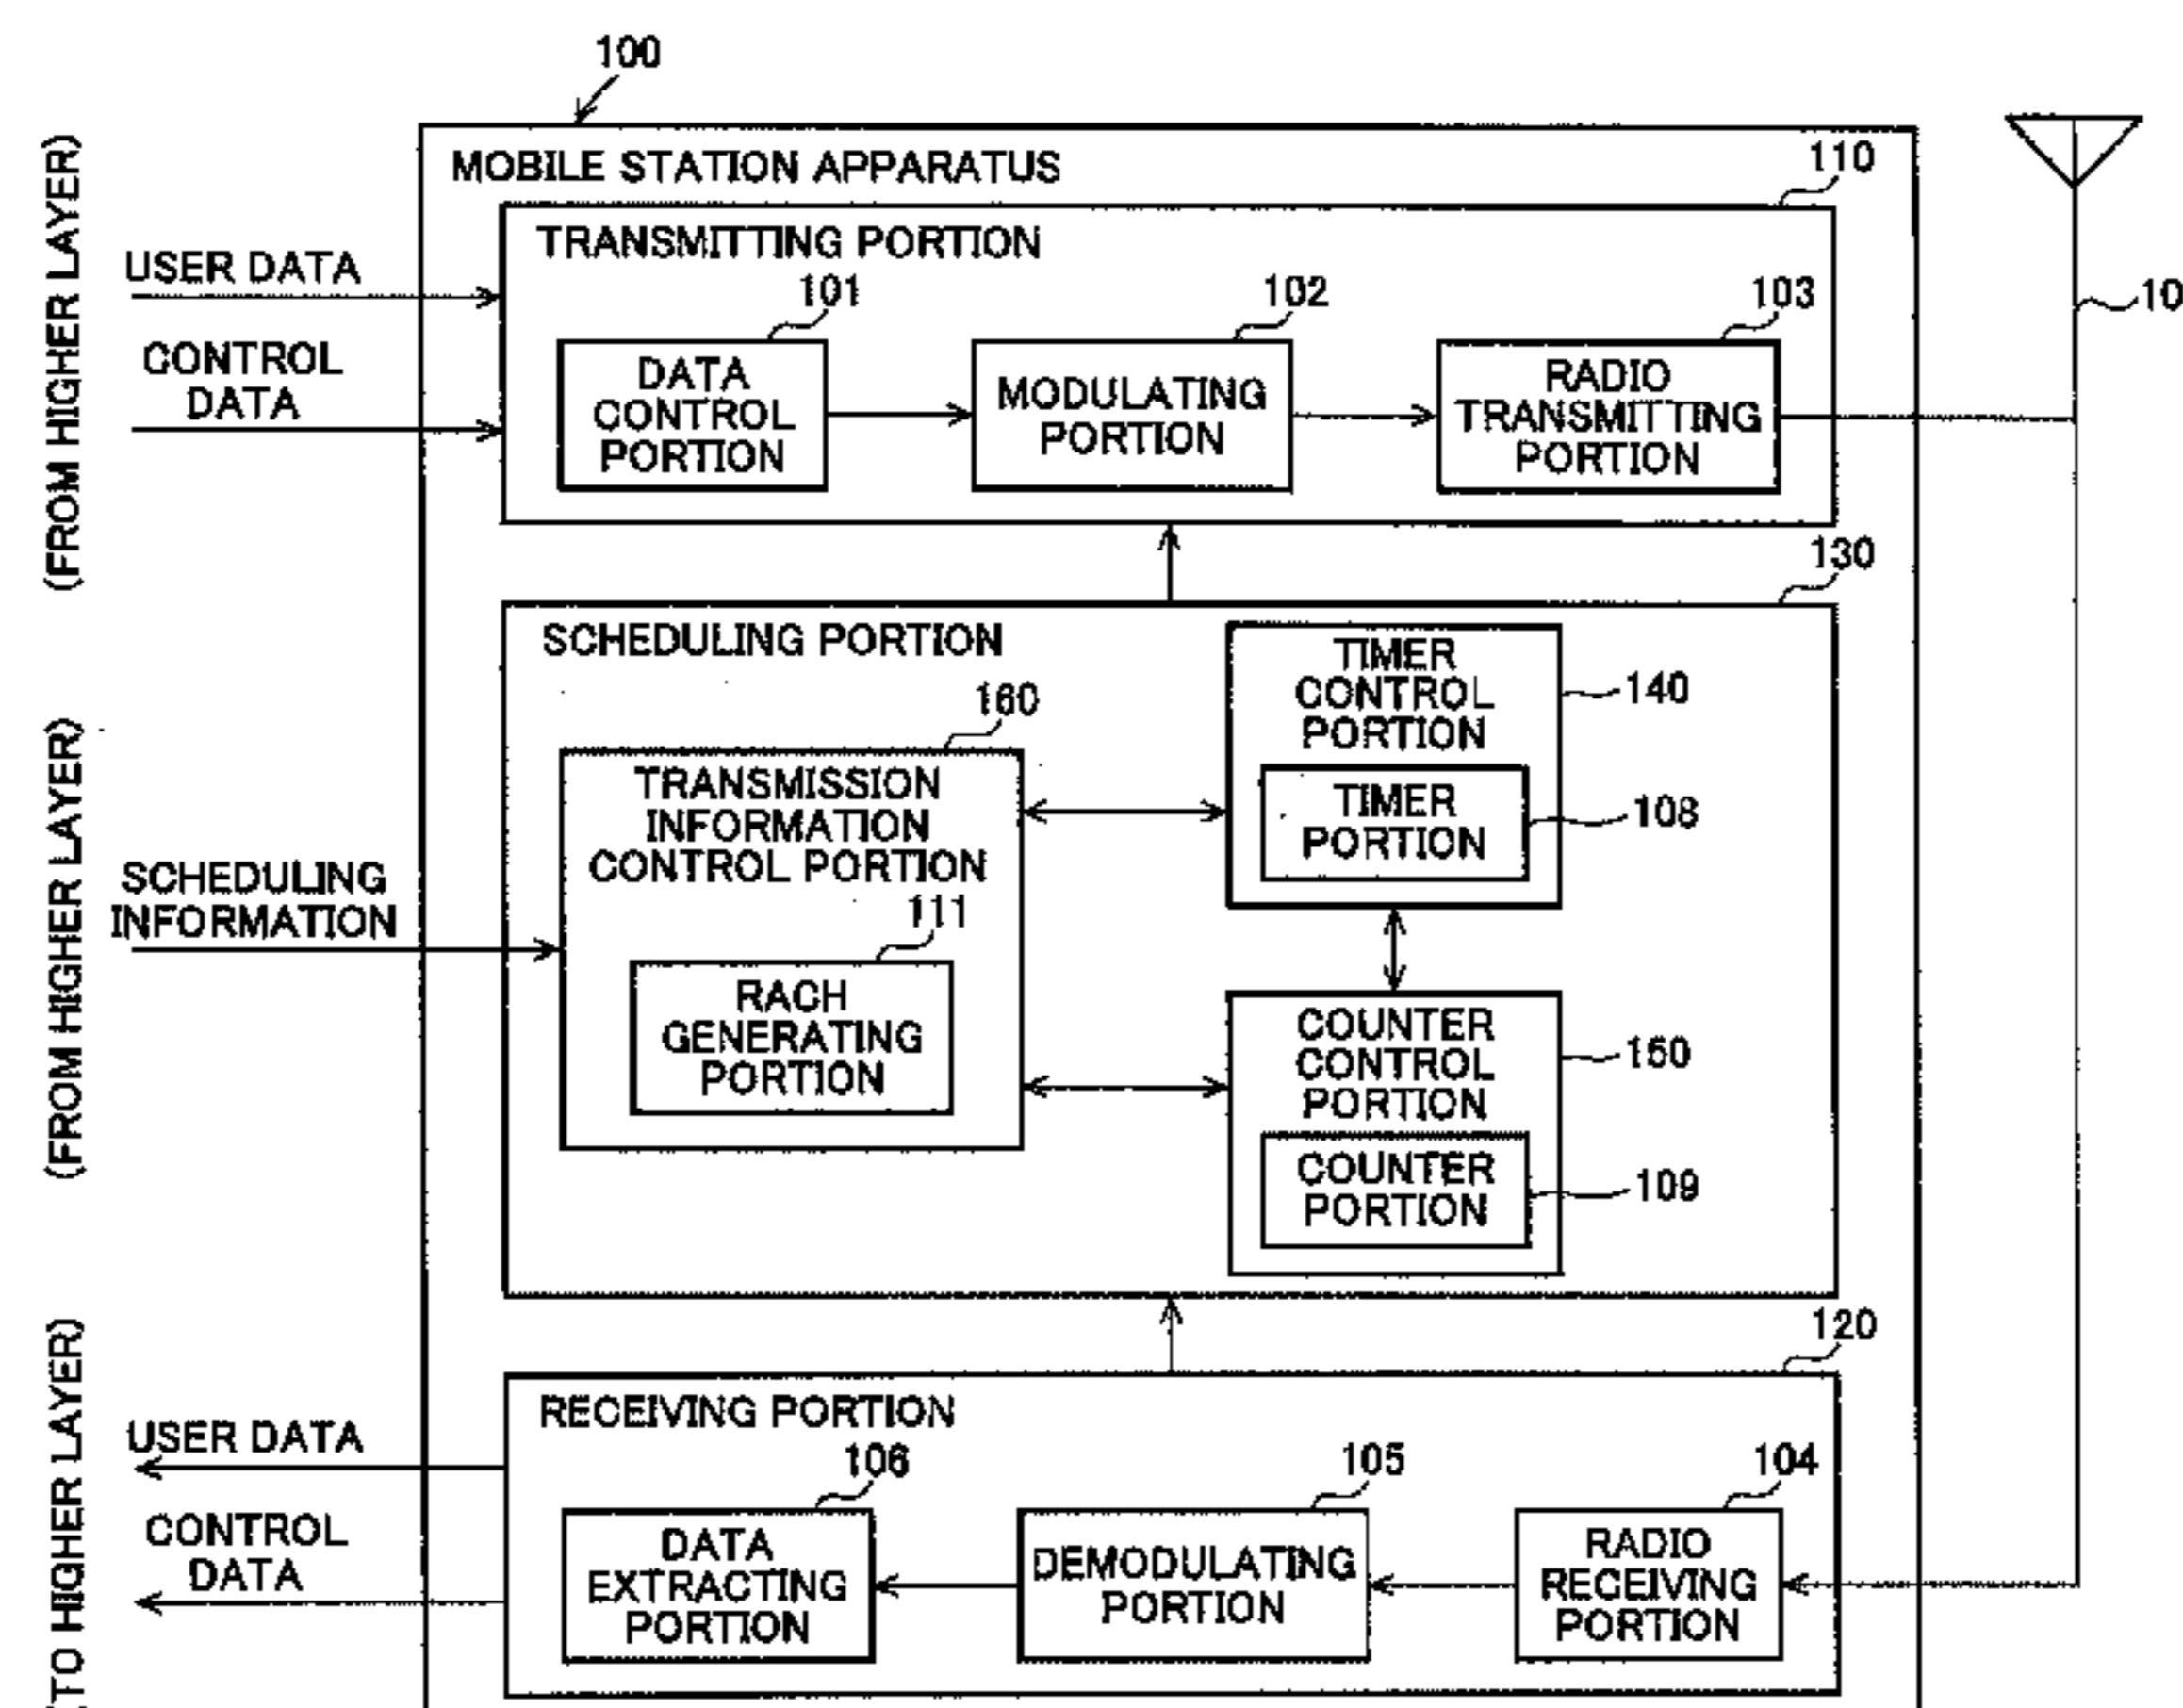 100
MOBILE STATION APPARATUS
110
TRANSMITTING PORTION
(FROM HIGHER LAYER)
USER DATA
CONTROL
DATA
101
DATA
CONTROL
PORTION
102
MODULATING
PORTION
103
RADIO
TRANSMITTING
PORTION
10
130
SCHEDULING PORTION
(FROM HIGHER LAYER)
SCHEDULING
INFORMATION
160
TRANSMISSION
INFORMATION
CONTROL PORTION
111
RACH
GENERATING
PORTION
TIMER
CONTROL
PORTION
140
TIMER
PORTION
108
COUNTER
CONTROL
PORTION
150
COUNTER
PORTION
109
120
RECEIVING PORTION
(TO HIGHER LAYER)
USER DATA
CONTROL
DATA
106
DATA
EXTRACTING
PORTION
105
DEMODULATING
PORTION
104
RADIO
RECEIVING
PORTION